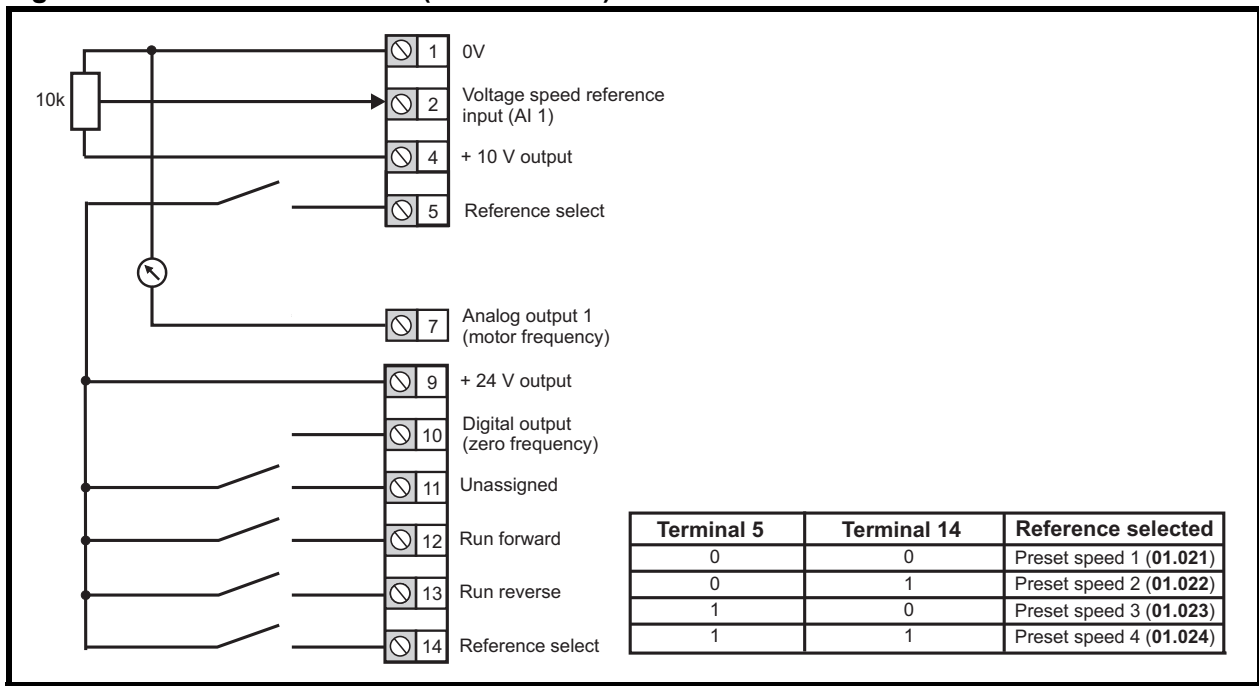 10k
1 0V
2 Voltage speed reference
input (AI 1)
4 + 10 V output
5 Reference select
7 Analog output 1
(motor frequency)
9 + 24 V output
10 Digital output
(zero frequency)
11 Unassigned
12 Run forward
13 Run reverse
14 Reference select
Terminal 5 Terminal 14 Reference selected
0 0 Preset speed 1 (01.021)
0 1 Preset speed 2 (01.022)
1 0 Preset speed 3 (01.023)
1 1 Preset speed 4 (01.024)